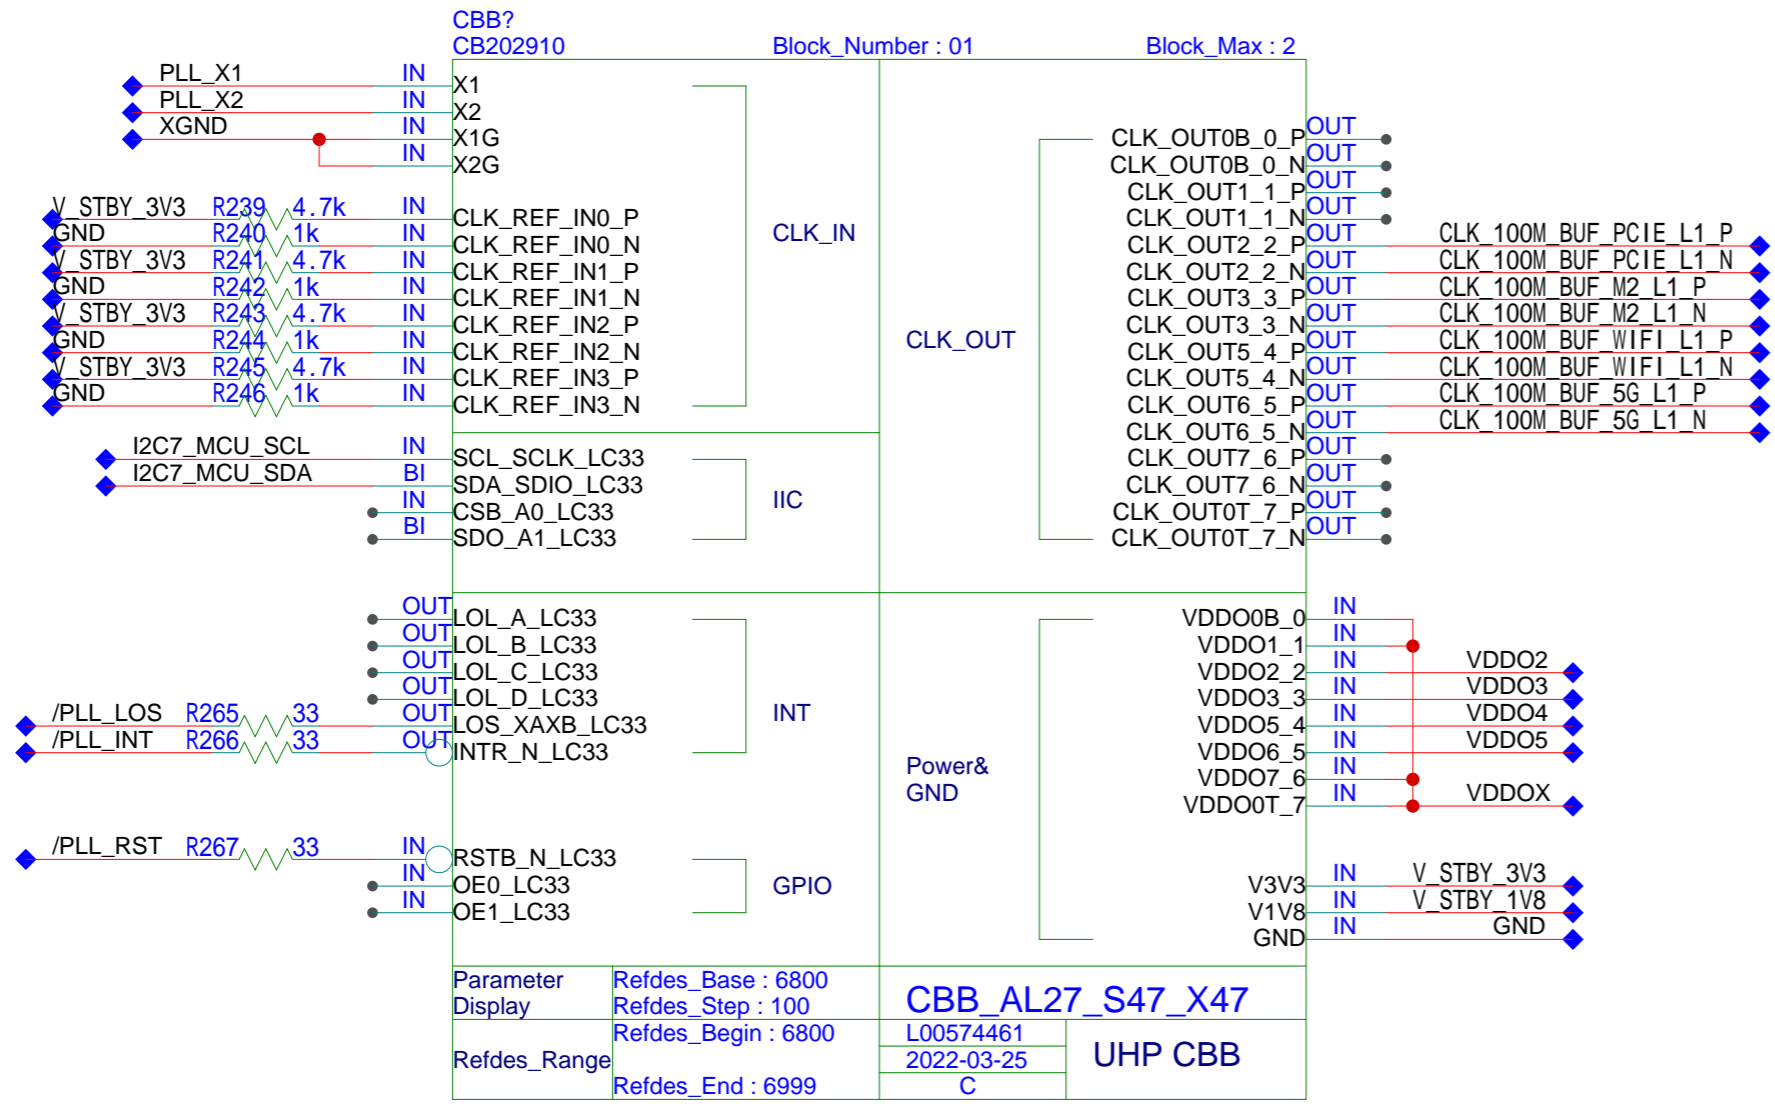 CBB?
CB202910 Block_Number : 01 Block_Max : 2
PLL_X1 IN X1
PLL_X2 IN X2
XGND IN X1G
IN X2G
V_STBY_3V3 R239 4.7k IN CLK_REF_IN0_P
GND R240 1k IN CLK_REF_IN0_N
V_STBY_3V3 R241 4.7k IN CLK_REF_IN1_P
GND R242 1k IN CLK_REF_IN1_N
V_STBY_3V3 R243 4.7k IN CLK_REF_IN2_P
GND R244 1k IN CLK_REF_IN2_N
V_STBY_3V3 R245 4.7k IN CLK_REF_IN3_P
GND R246 1k IN CLK_REF_IN3_N
CLK_IN
I2C7_MCU_SCL IN SCL_SCLK_LC33
I2C7_MCU_SDA BI SDA_SDIO_LC33
IN CSB_A0_LC33
BI SDO_A1_LC33
IIC
OUT LOL_A_LC33
OUT LOL_B_LC33
OUT LOL_C_LC33
OUT LOL_D_LC33
/PLL_LOS R265 33 OUT LOS_XAXB_LC33
/PLL_INT R266 33 OUT INTR_N_LC33
INT
/PLL_RST R267 33 IN RSTB_N_LC33
IN OE0_LC33
IN OE1_LC33
GPIO
CLK_OUT
CLK_OUT0B_0_P OUT
CLK_OUT0B_0_N OUT
CLK_OUT1_1_P OUT
CLK_OUT1_1_N OUT
CLK_OUT2_2_P OUT CLK_100M_BUF_PCIE_L1_P
CLK_OUT2_2_N OUT CLK_100M_BUF_PCIE_L1_N
CLK_OUT3_3_P OUT CLK_100M_BUF_M2_L1_P
CLK_OUT3_3_N OUT CLK_100M_BUF_M2_L1_N
CLK_OUT5_4_P OUT CLK_100M_BUF_WIFI_L1_P
CLK_OUT5_4_N OUT CLK_100M_BUF_WIFI_L1_N
CLK_OUT6_5_P OUT CLK_100M_BUF_5G_L1_P
CLK_OUT6_5_N OUT CLK_100M_BUF_5G_L1_N
CLK_OUT7_6_P OUT
CLK_OUT7_6_N OUT
CLK_OUT0T_7_P OUT
CLK_OUT0T_7_N OUT
Power&
GND
VDDO0B_0 IN
VDDO1_1 IN
VDDO2_2 IN VDDO2
VDDO3_3 IN VDDO3
VDDO5_4 IN VDDO4
VDDO6_5 IN VDDO5
VDDO7_6 IN
VDDO0T_7 IN VDDOX
V3V3 IN V_STBY_3V3
V1V8 IN V_STBY_1V8
GND IN GND
Parameter
Display
Refdes_Base : 6800
Refdes_Step : 100
Refdes_Range
Refdes_Begin : 6800
Refdes_End : 6999
CBB_AL27_S47_X47
L00574461
2022-03-25
C
UHP CBB